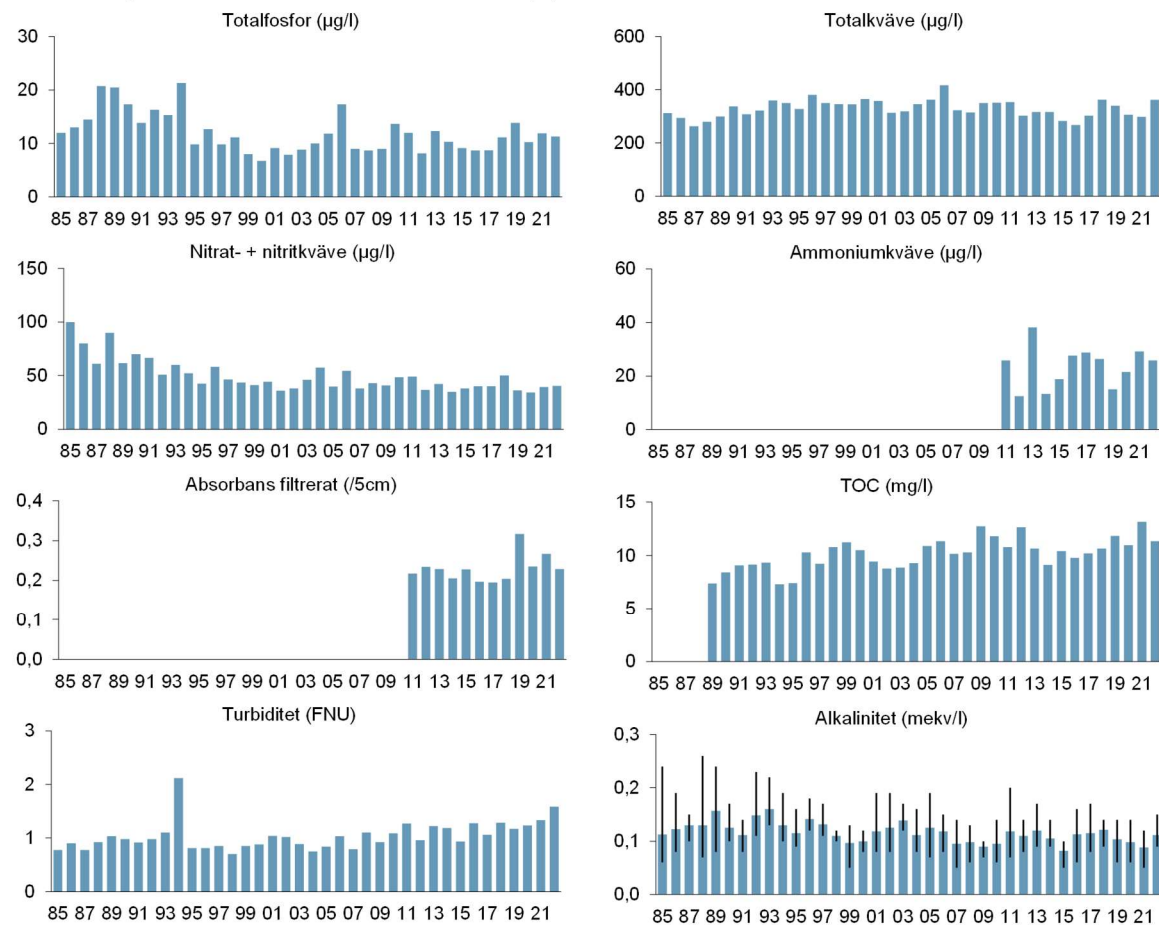 Totalfosfor (µg/l)
30
20
10
0
85 87 89 91 93 95 97 99 01 03 05 07 09 11 13 15 17 19 21
Totalkväve (µg/l)
600
400
200
0
85 87 89 91 93 95 97 99 01 03 05 07 09 11 13 15 17 19 21
Nitrat- + nitritkväve (µg/l)
150
100
50
0
85 87 89 91 93 95 97 99 01 03 05 07 09 11 13 15 17 19 21
Ammoniumkväve (µg/l)
60
40
20
0
85 87 89 91 93 95 97 99 01 03 05 07 09 11 13 15 17 19 21
Absorbans filtrerat (/5cm)
0,4
0,3
0,2
0,1
0,0
85 87 89 91 93 95 97 99 01 03 05 07 09 11 13 15 17 19 21
TOC (mg/l)
15
10
5
0
85 87 89 91 93 95 97 99 01 03 05 07 09 11 13 15 17 19 21
Turbiditet (FNU)
3
2
1
0
85 87 89 91 93 95 97 99 01 03 05 07 09 11 13 15 17 19 21
Alkalinitet (mekv/l)
0,3
0,2
0,1
0,0
85 87 89 91 93 95 97 99 01 03 05 07 09 11 13 15 17 19 21